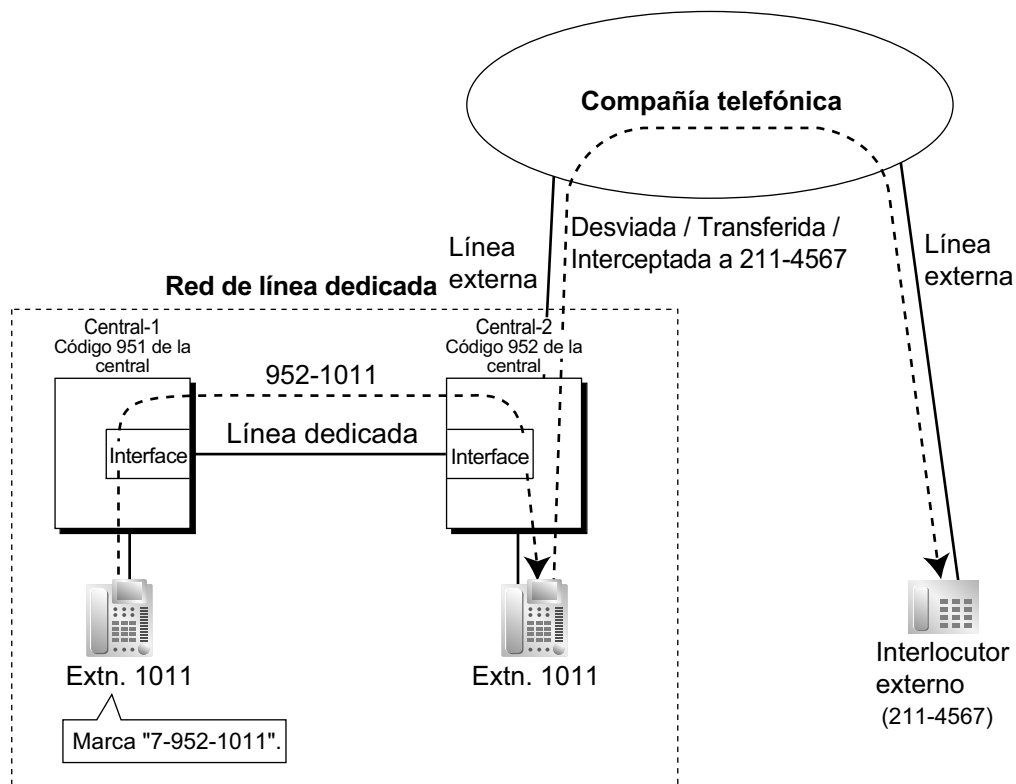 Compañía telefónica
Desviada / Transferida /
Interceptada a 211-4567
Línea
externa
Línea
externa
Red de línea dedicada
Central-1
Código 951 de la
central
Central-2
Código 952 de la
central
952-1011
Línea dedicada
Interface
Interface
Extn. 1011
Extn. 1011
Marca "7-952-1011".
Interlocutor
externo
(211-4567)